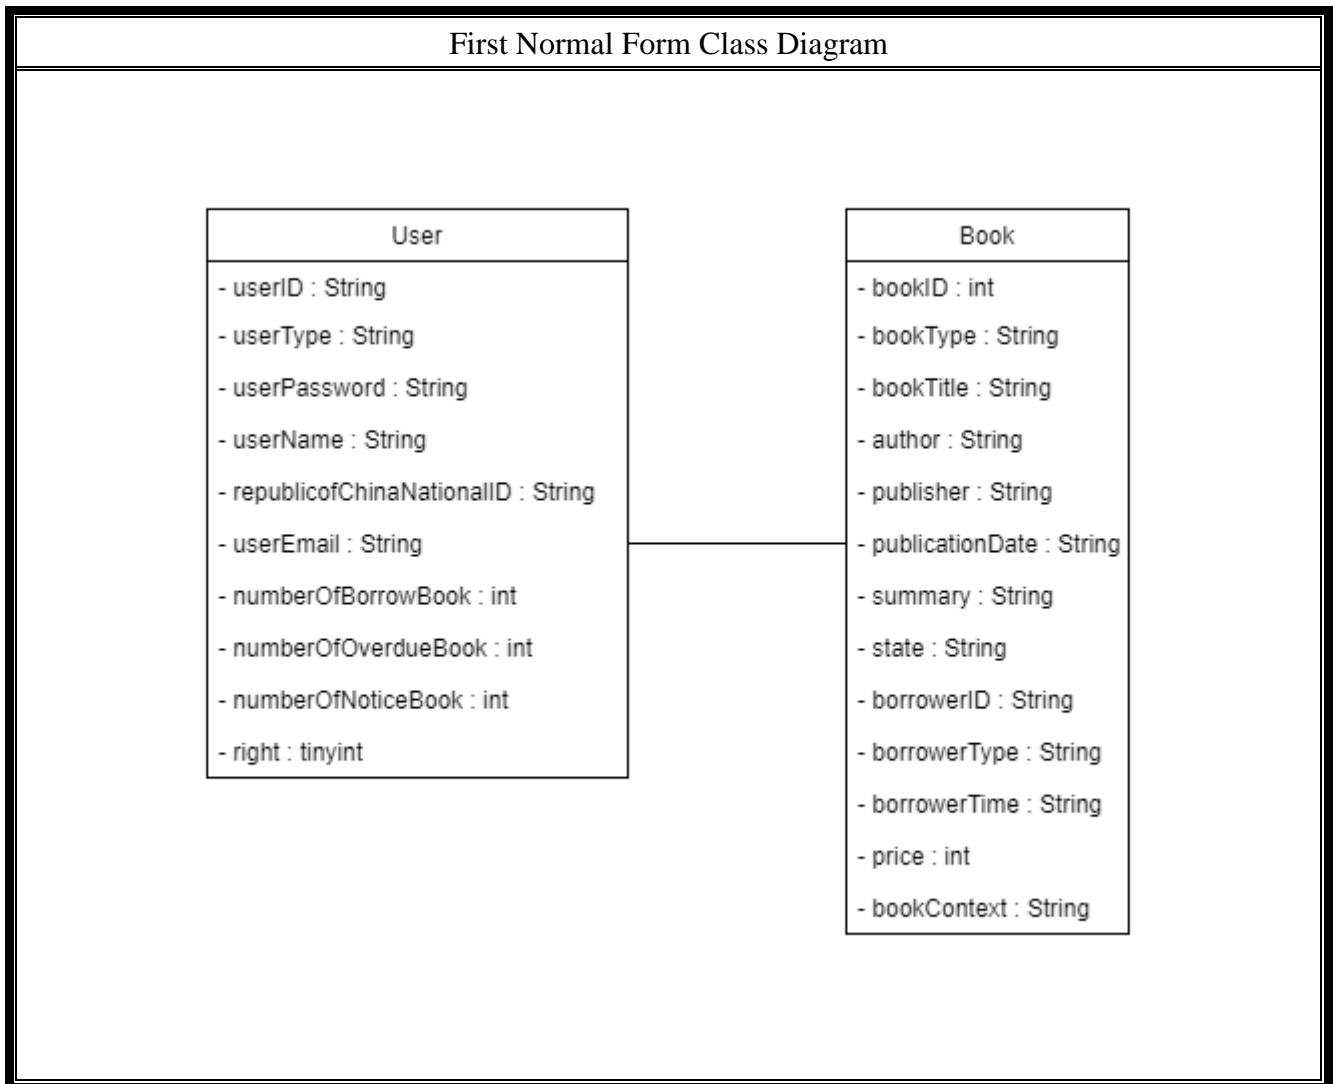 First Normal Form Class Diagram
User
- userID : String
- userType : String
- userPassword : String
- userName : String
- republicofChinaNationalID : String
- userEmail : String
- numberOfBorrowBook : int
- numberOfOverdueBook : int
- numberOfNoticeBook : int
- right : tinyint
Book
- bookID : int
- bookType : String
- bookTitle : String
- author : String
- publisher : String
- publicationDate : String
- summary : String
- state : String
- borrowerID : String
- borrowerType : String
- borrowerTime : String
- price : int
- bookContext : String